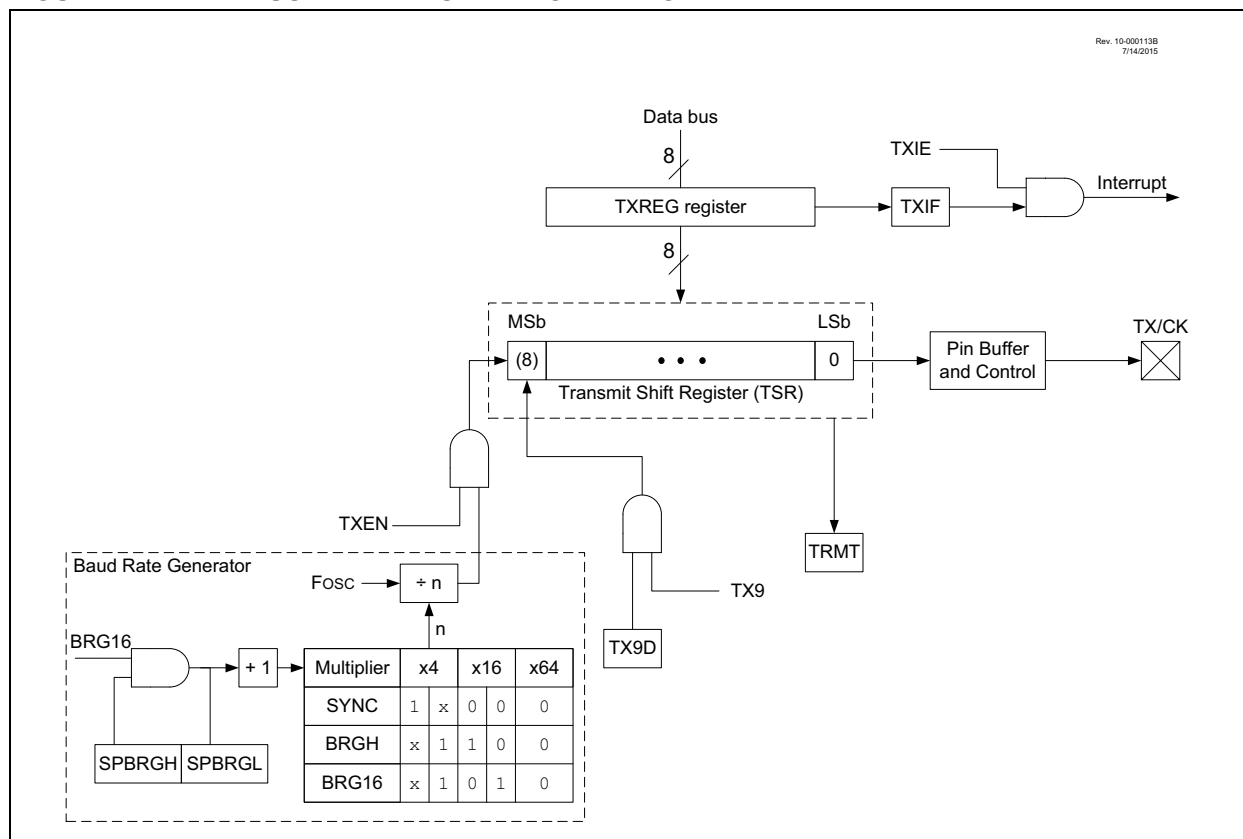 Rev. 10-000113B
7/14/2015
Data bus
8
TXIE
Interrupt
TXREG register
TXIF
8
MSb
LSb
TX/CK
(8)
• • •
0
Pin Buffer
and Control
Transmit Shift Register (TSR)
TXEN
TRMT
Baud Rate Generator
FOSC
÷ n
TX9
n
TX9D
BRG16
+ 1
Multiplier x4 x16 x64
SYNC 1 x 0 0 0
BRGH x 1 1 0 0
BRG16 x 1 0 1 0
SPBRGH SPBRGL